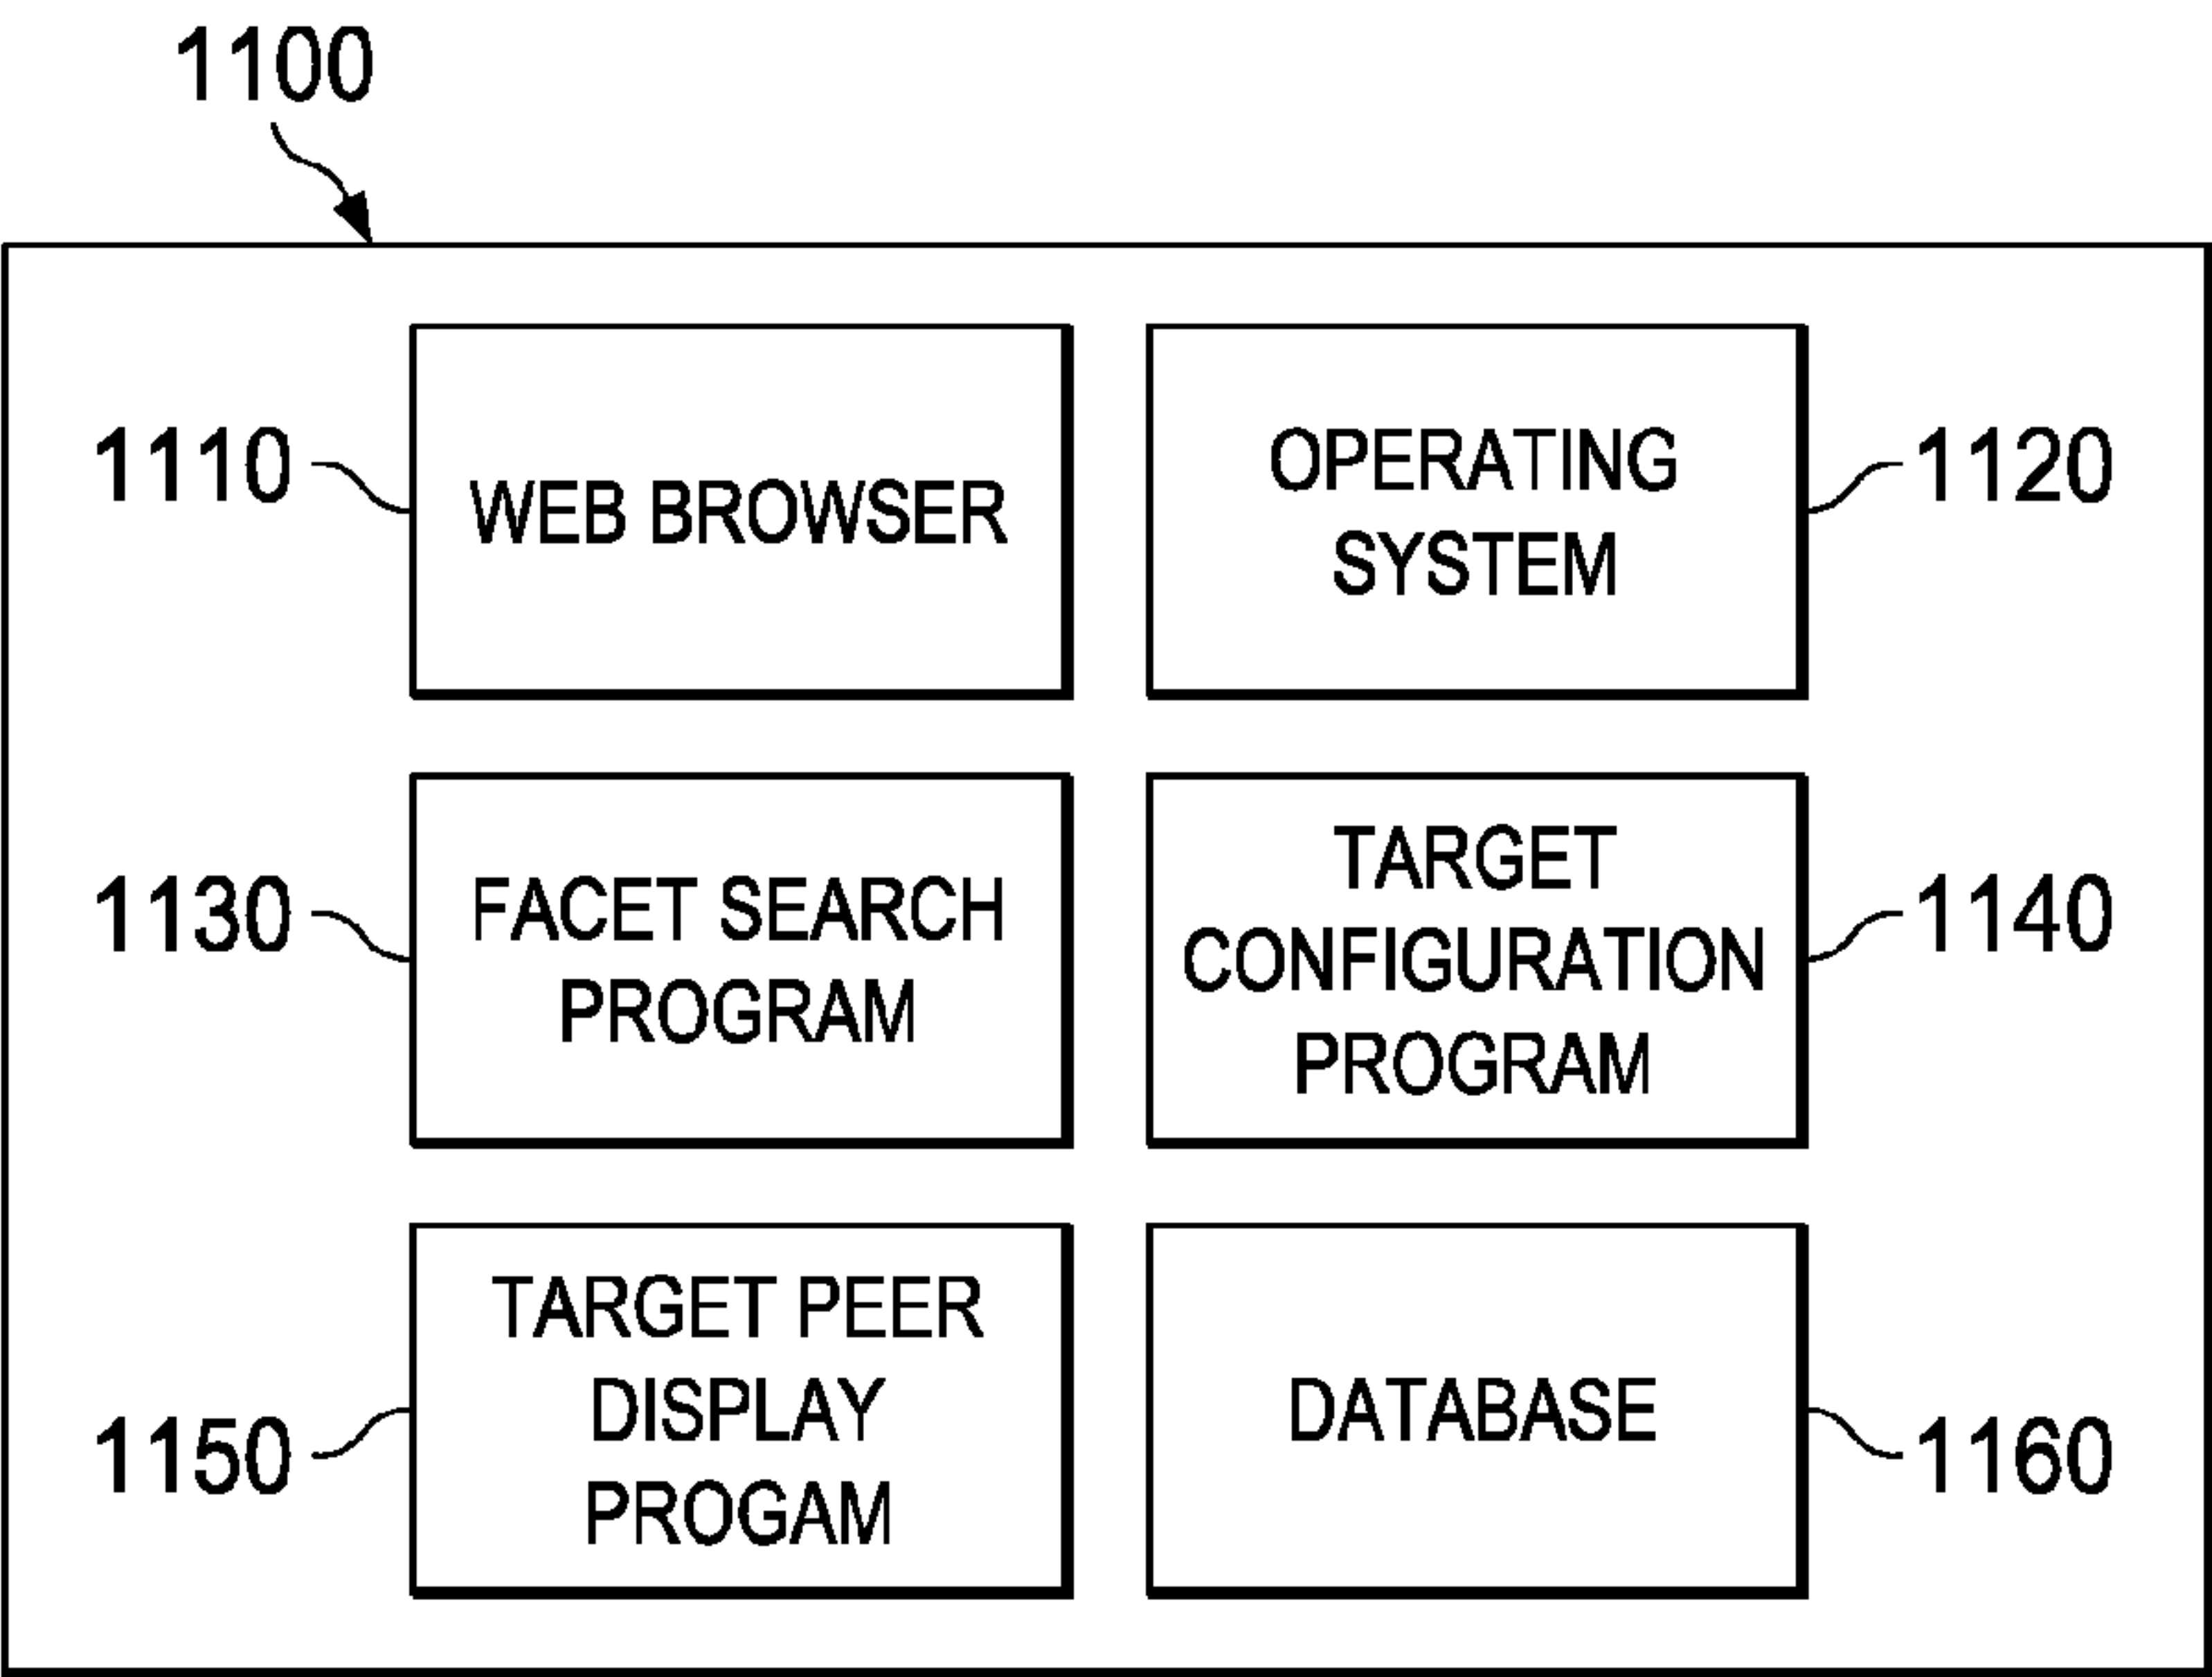 1100
1110
WEB BROWSER
OPERATING
SYSTEM
1120
1130
FACET SEARCH
PROGRAM
TARGET
CONFIGURATION
PROGRAM
1140
1150
TARGET PEER
DISPLAY
PROGAM
DATABASE
1160